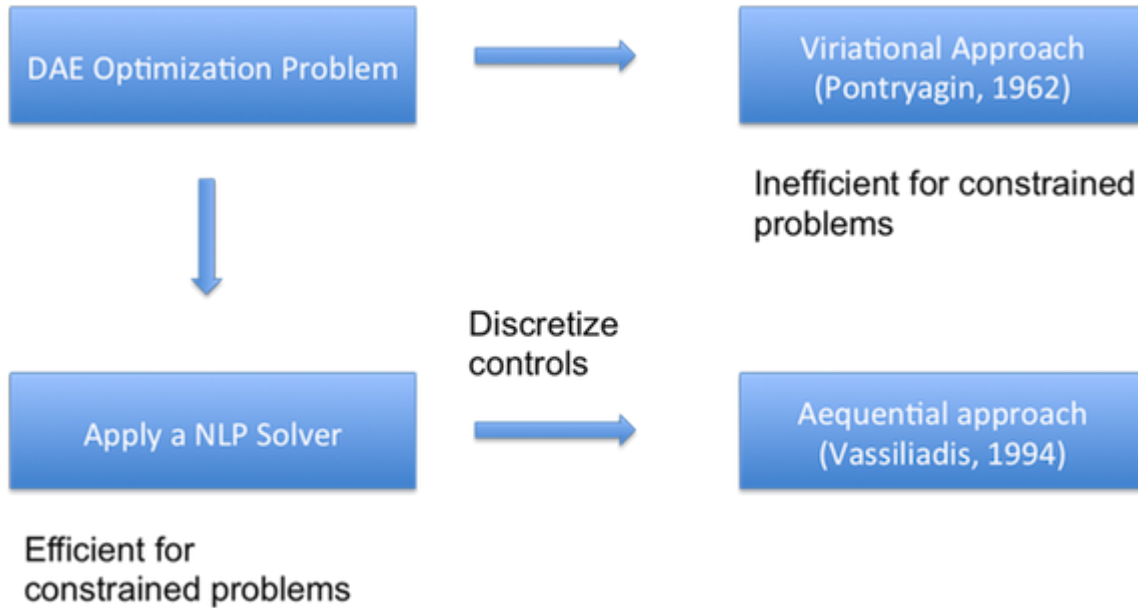 DAE Optimization Problem
Viriational Approach
(Pontryagin, 1962)
Inefficient for constrained
problems
Discretize
controls
Apply a NLP Solver
Aequential approach
(Vassiliadis, 1994)
Efficient for
constrained problems